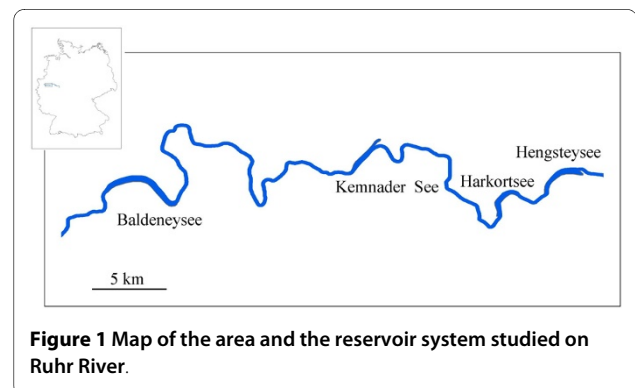 Hengsteysee
Kemnader See
Harkortsee
Baldeneysee
5 km
Figure 1 Map of the area and the reservoir system studied on
Ruhr River.